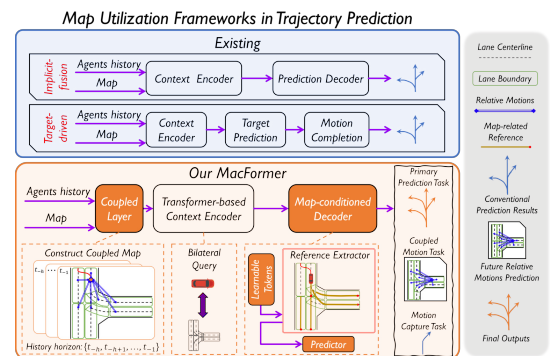 Map Utilization Frameworks in Trajectory Prediction
Existing
Implicit-
fusion
Agents history
Map
Context Encoder
Prediction Decoder
Target-
driven
Agents history
Map
Context
Encoder
Target
Prediction
Motion
Completion
Our MacFormer
Agents history
Map
Coupled
Layer
Transformer-based
Context Encoder
Map-conditioned
Decoder
Primary
Prediction Task
Coupled
Motion Task
Motion
Capture Task
Construct Coupled Map
t₋ₕ ... t₋₁
History horizon: {t₋ₕ, t₋ₕ₊₁, ..., t₋₁}
Bilateral
Query
Learnable
Tokens
Reference Extractor
Predictor
Lane Centerline
Lane Boundary
Relative Motions
Map-related
Reference
Conventional
Prediction Results
Future Relative
Motions Prediction
Final Outputs